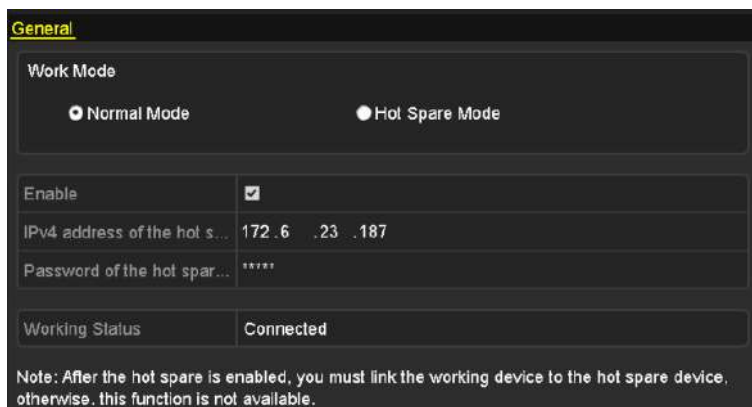 General
Work Mode
Normal Mode Hot Spare Mode
Enable
IPv4 address of the hot s... 172 .6 .23 .187
Password of the hot spar... *****
Working Status Connected
Note: After the hot spare is enabled, you must link the working device to the hot spare device,
otherwise, this function is not available.